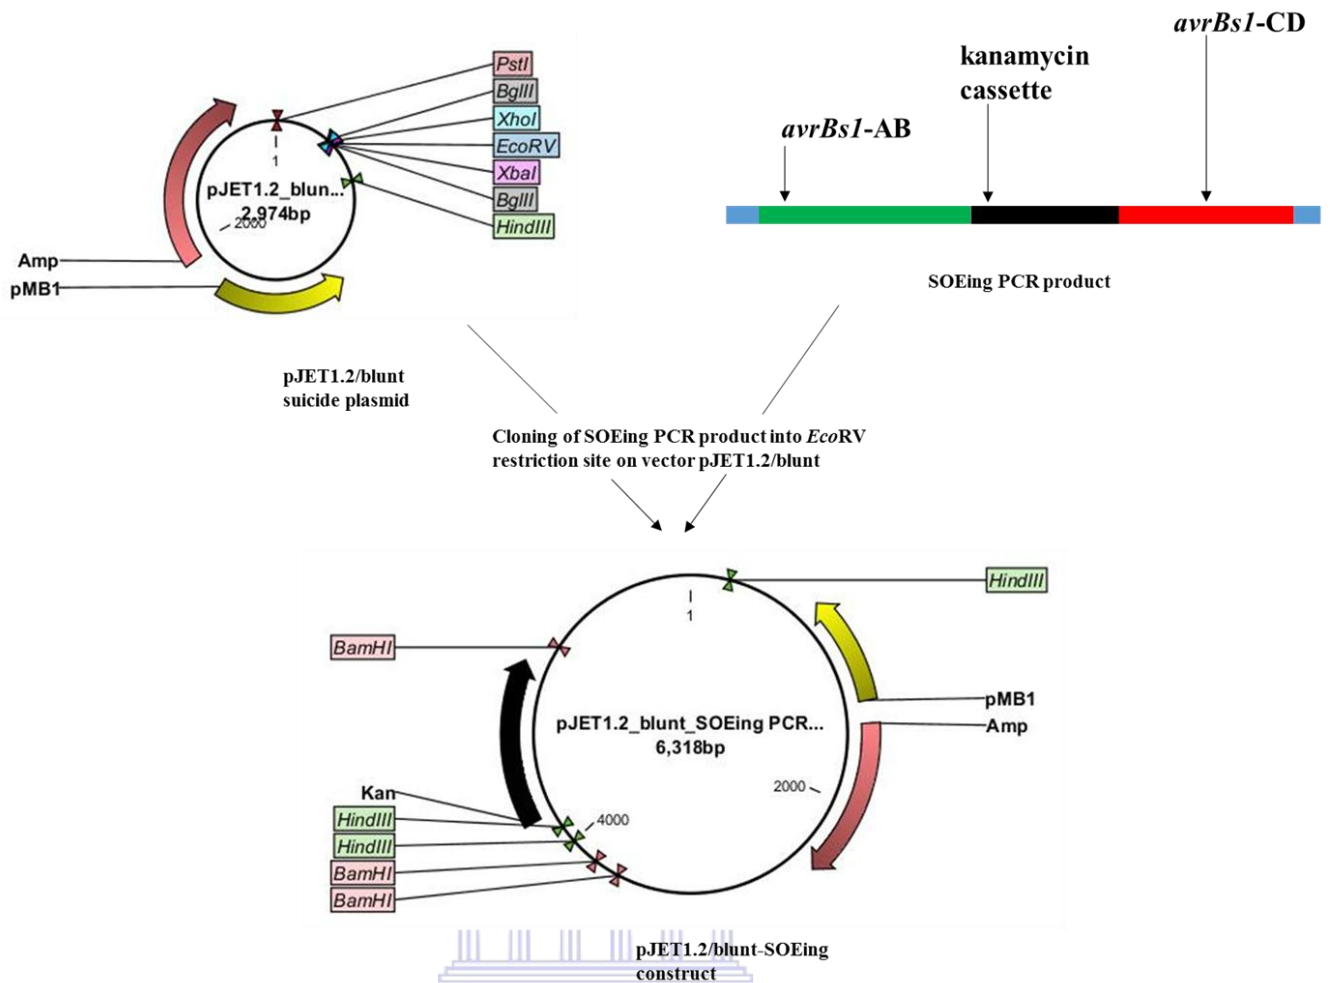 avrBs1-CD
kanamycin
cassette
avrBs1-AB
PstI
BglII
XhoI
EcoRV
XbaI
BglII
HindIII
1
pJET1.2_blun...
2,974bp
2000
Amp
pMB1
SOEing PCR product
pJET1.2/blunt
suicide plasmid
Cloning of SOEing PCR product into EcoRV
restriction site on vector pJET1.2/blunt
HindIII
1
BamHI
pMB1
Amp
pJET1.2_blunt_SOEing PCR...
6,318bp
2000
Kan
4000
HindIII
HindIII
BamHI
BamHI
pJET1.2/blunt-SOEing
construct